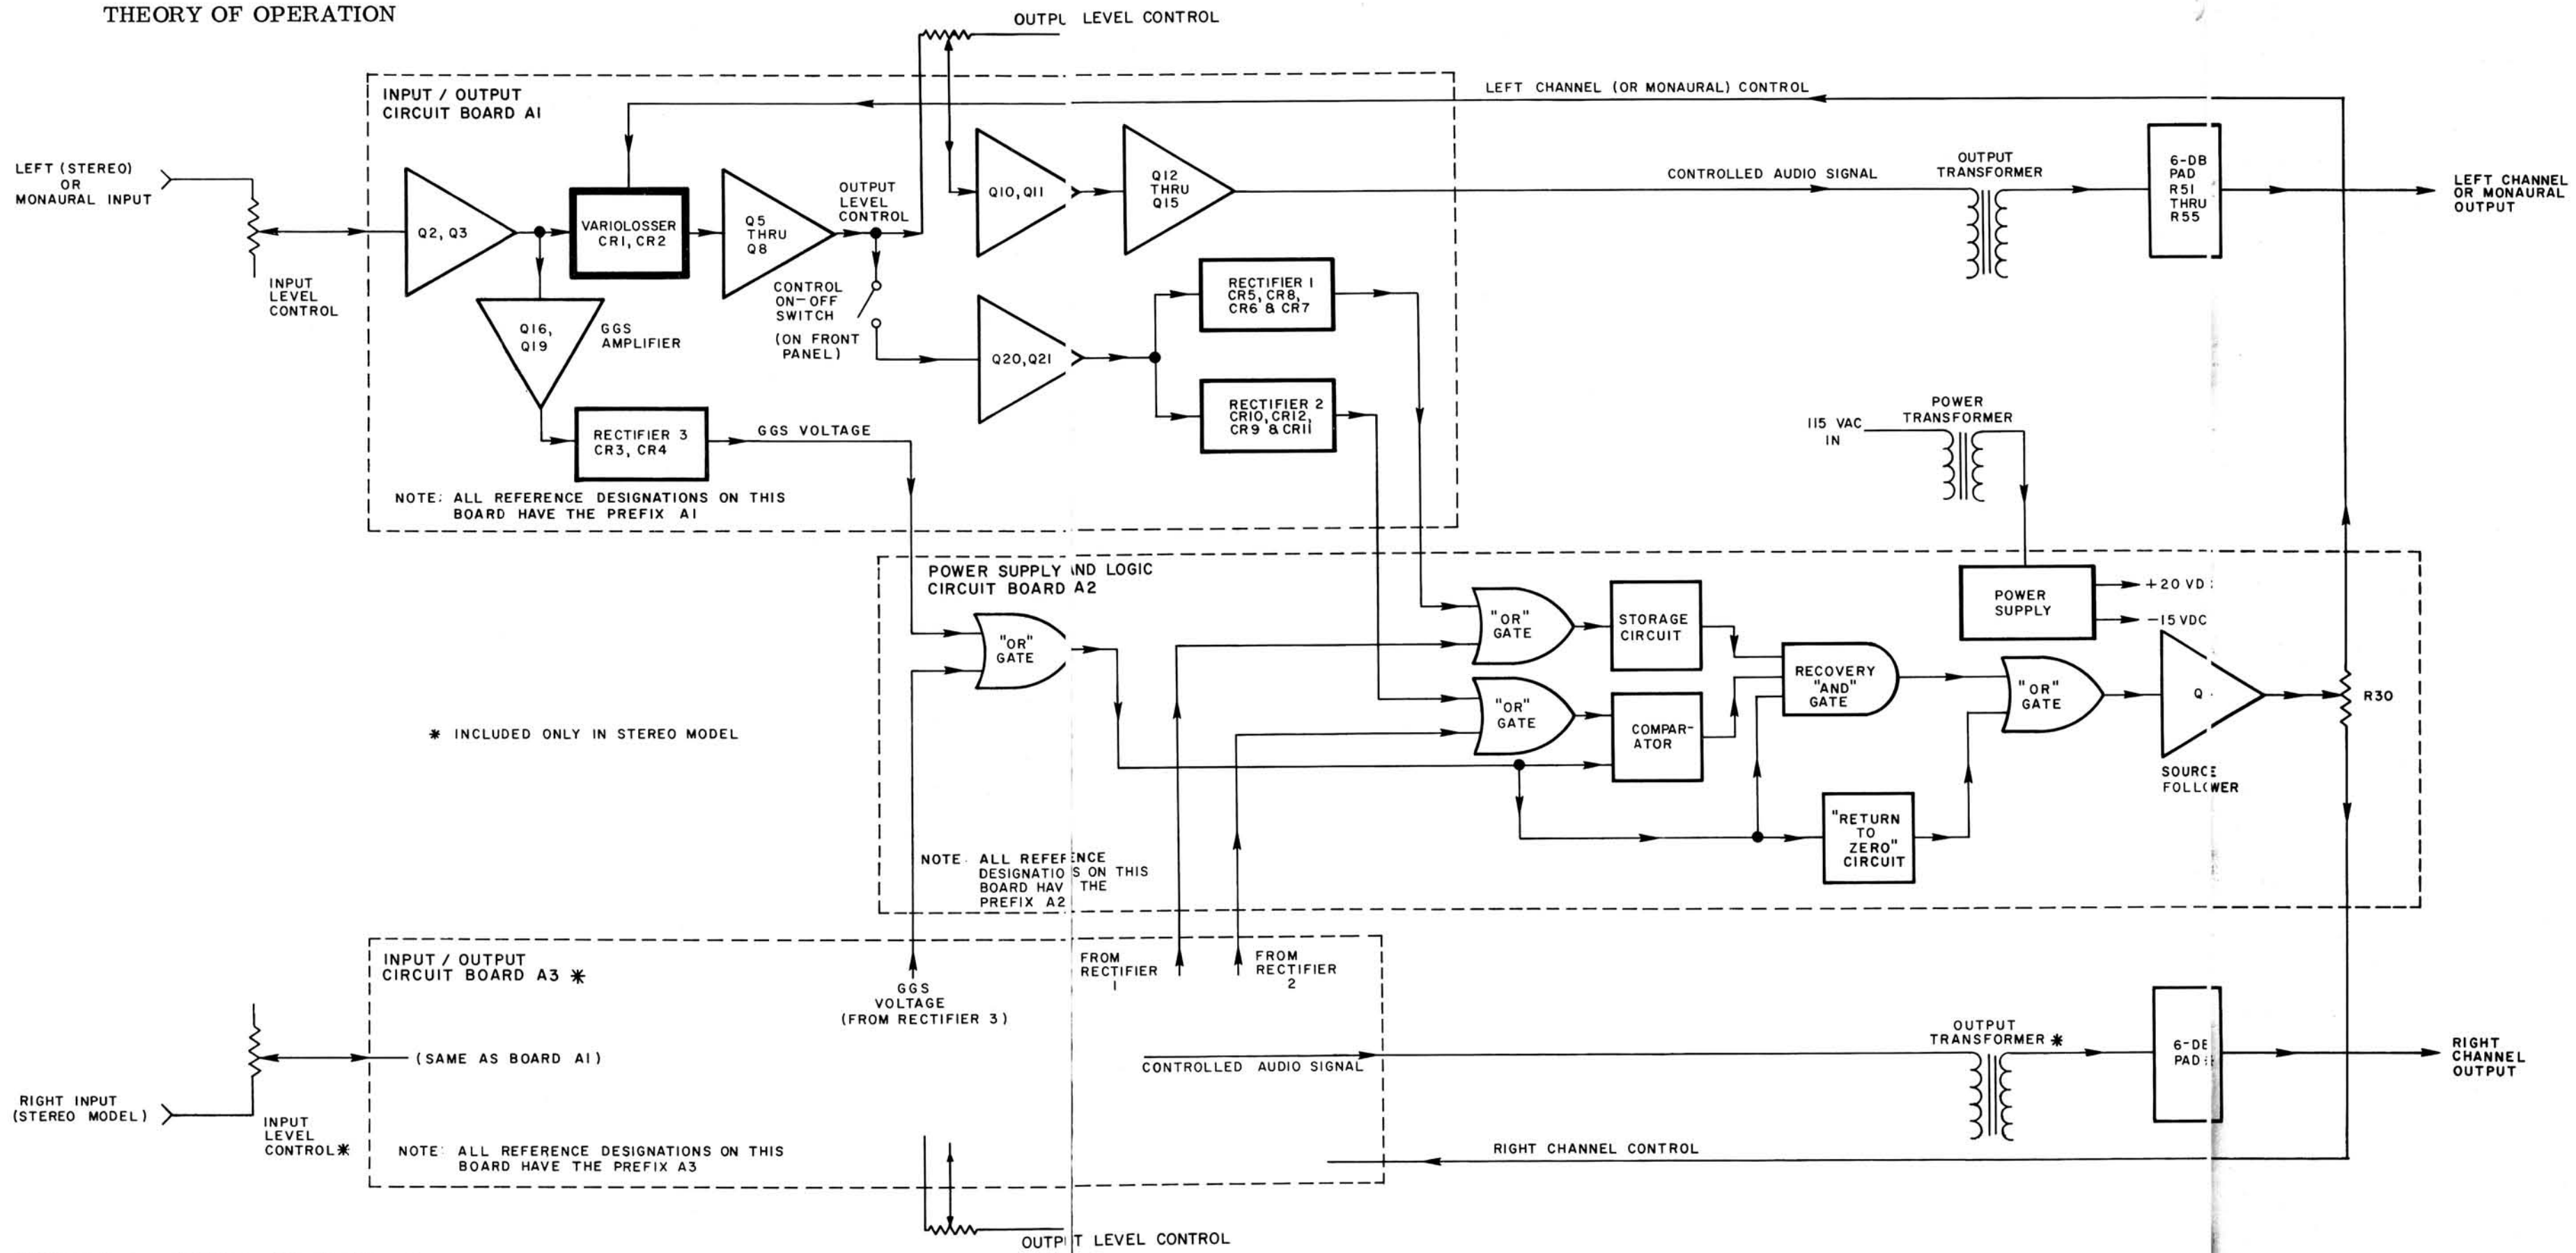 THEORY OF OPERATION
OUTPU LEVEL CONTROL
INPUT / OUTPUT
CIRCUIT BOARD A1
LEFT CHANNEL (OR MONAURAL) CONTROL
LEFT (STEREO)
OR
MONAURAL INPUT
INPUT
LEVEL
CONTROL
Q2, Q3
VARIOLOSSER
CR1, CR2
Q5
THRU
Q8
OUTPUT
LEVEL
CONTROL
Q10, Q11
Q12
THRU
Q15
CONTROLLED AUDIO SIGNAL
OUTPUT
TRANSFORMER
6-DB
PAD
R51
THRU
R55
LEFT CHANNEL
OR MONAURAL
OUTPUT
Q16,
Q19
GGS
AMPLIFIER
CONTROL
ON-OFF
SWITCH
(ON FRONT
PANEL)
Q20, Q21
RECTIFIER 1
CR5, CR8,
CR6 & CR7
RECTIFIER 2
CR10, CR12,
CR9 & CR11
RECTIFIER 3
CR3, CR4
GGS VOLTAGE
NOTE: ALL REFERENCE DESIGNATIONS ON THIS
BOARD HAVE THE PREFIX A1
POWER
TRANSFORMER
115 VAC
IN
POWER SUPPLY AND LOGIC
CIRCUIT BOARD A2
"OR"
GATE
"OR"
GATE
STORAGE
CIRCUIT
POWER
SUPPLY
+20 VD
-15 VDC
"OR"
GATE
COMPAR-
ATOR
RECOVERY
"AND"
GATE
"OR"
GATE
Q
R30
SOURCE
FOLLOWER
* INCLUDED ONLY IN STEREO MODEL
"RETURN
TO
ZERO"
CIRCUIT
NOTE: ALL REFERENCE
DESIGNATIO S ON THIS
BOARD HAV THE
PREFIX A2
INPUT / OUTPUT
CIRCUIT BOARD A3 *
GGS
VOLTAGE
(FROM RECTIFIER 3)
FROM
RECTIFIER
1
FROM
RECTIFIER
2
(SAME AS BOARD A1)
CONTROLLED AUDIO SIGNAL
OUTPUT
TRANSFORMER *
6-DB
PAD
RIGHT
CHANNEL
OUTPUT
RIGHT INPUT
(STEREO MODEL)
INPUT
LEVEL
CONTROL*
NOTE: ALL REFERENCE DESIGNATIONS ON THIS
BOARD HAVE THE PREFIX A3
RIGHT CHANNEL CONTROL
OUTPUT LEVEL CONTROL